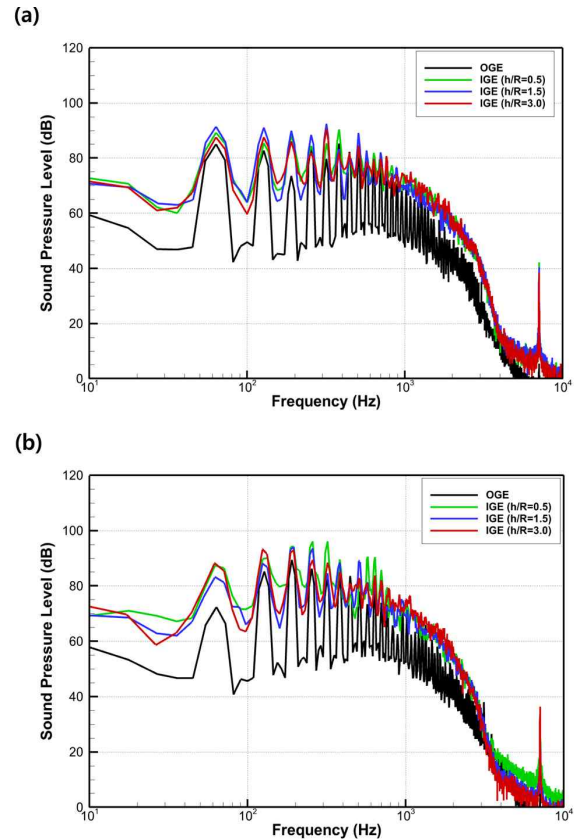 (a)
120
100
80
60
40
20
0
Sound Pressure Level (dB)
OGE
IGE (h/R=0.5)
IGE (h/R=1.5)
IGE (h/R=3.0)
10¹ 10² 10³ 10⁴
Frequency (Hz)
(b)
120
100
80
60
40
20
0
Sound Pressure Level (dB)
OGE
IGE (h/R=0.5)
IGE (h/R=1.5)
IGE (h/R=3.0)
10¹ 10² 10³ 10⁴
Frequency (Hz)